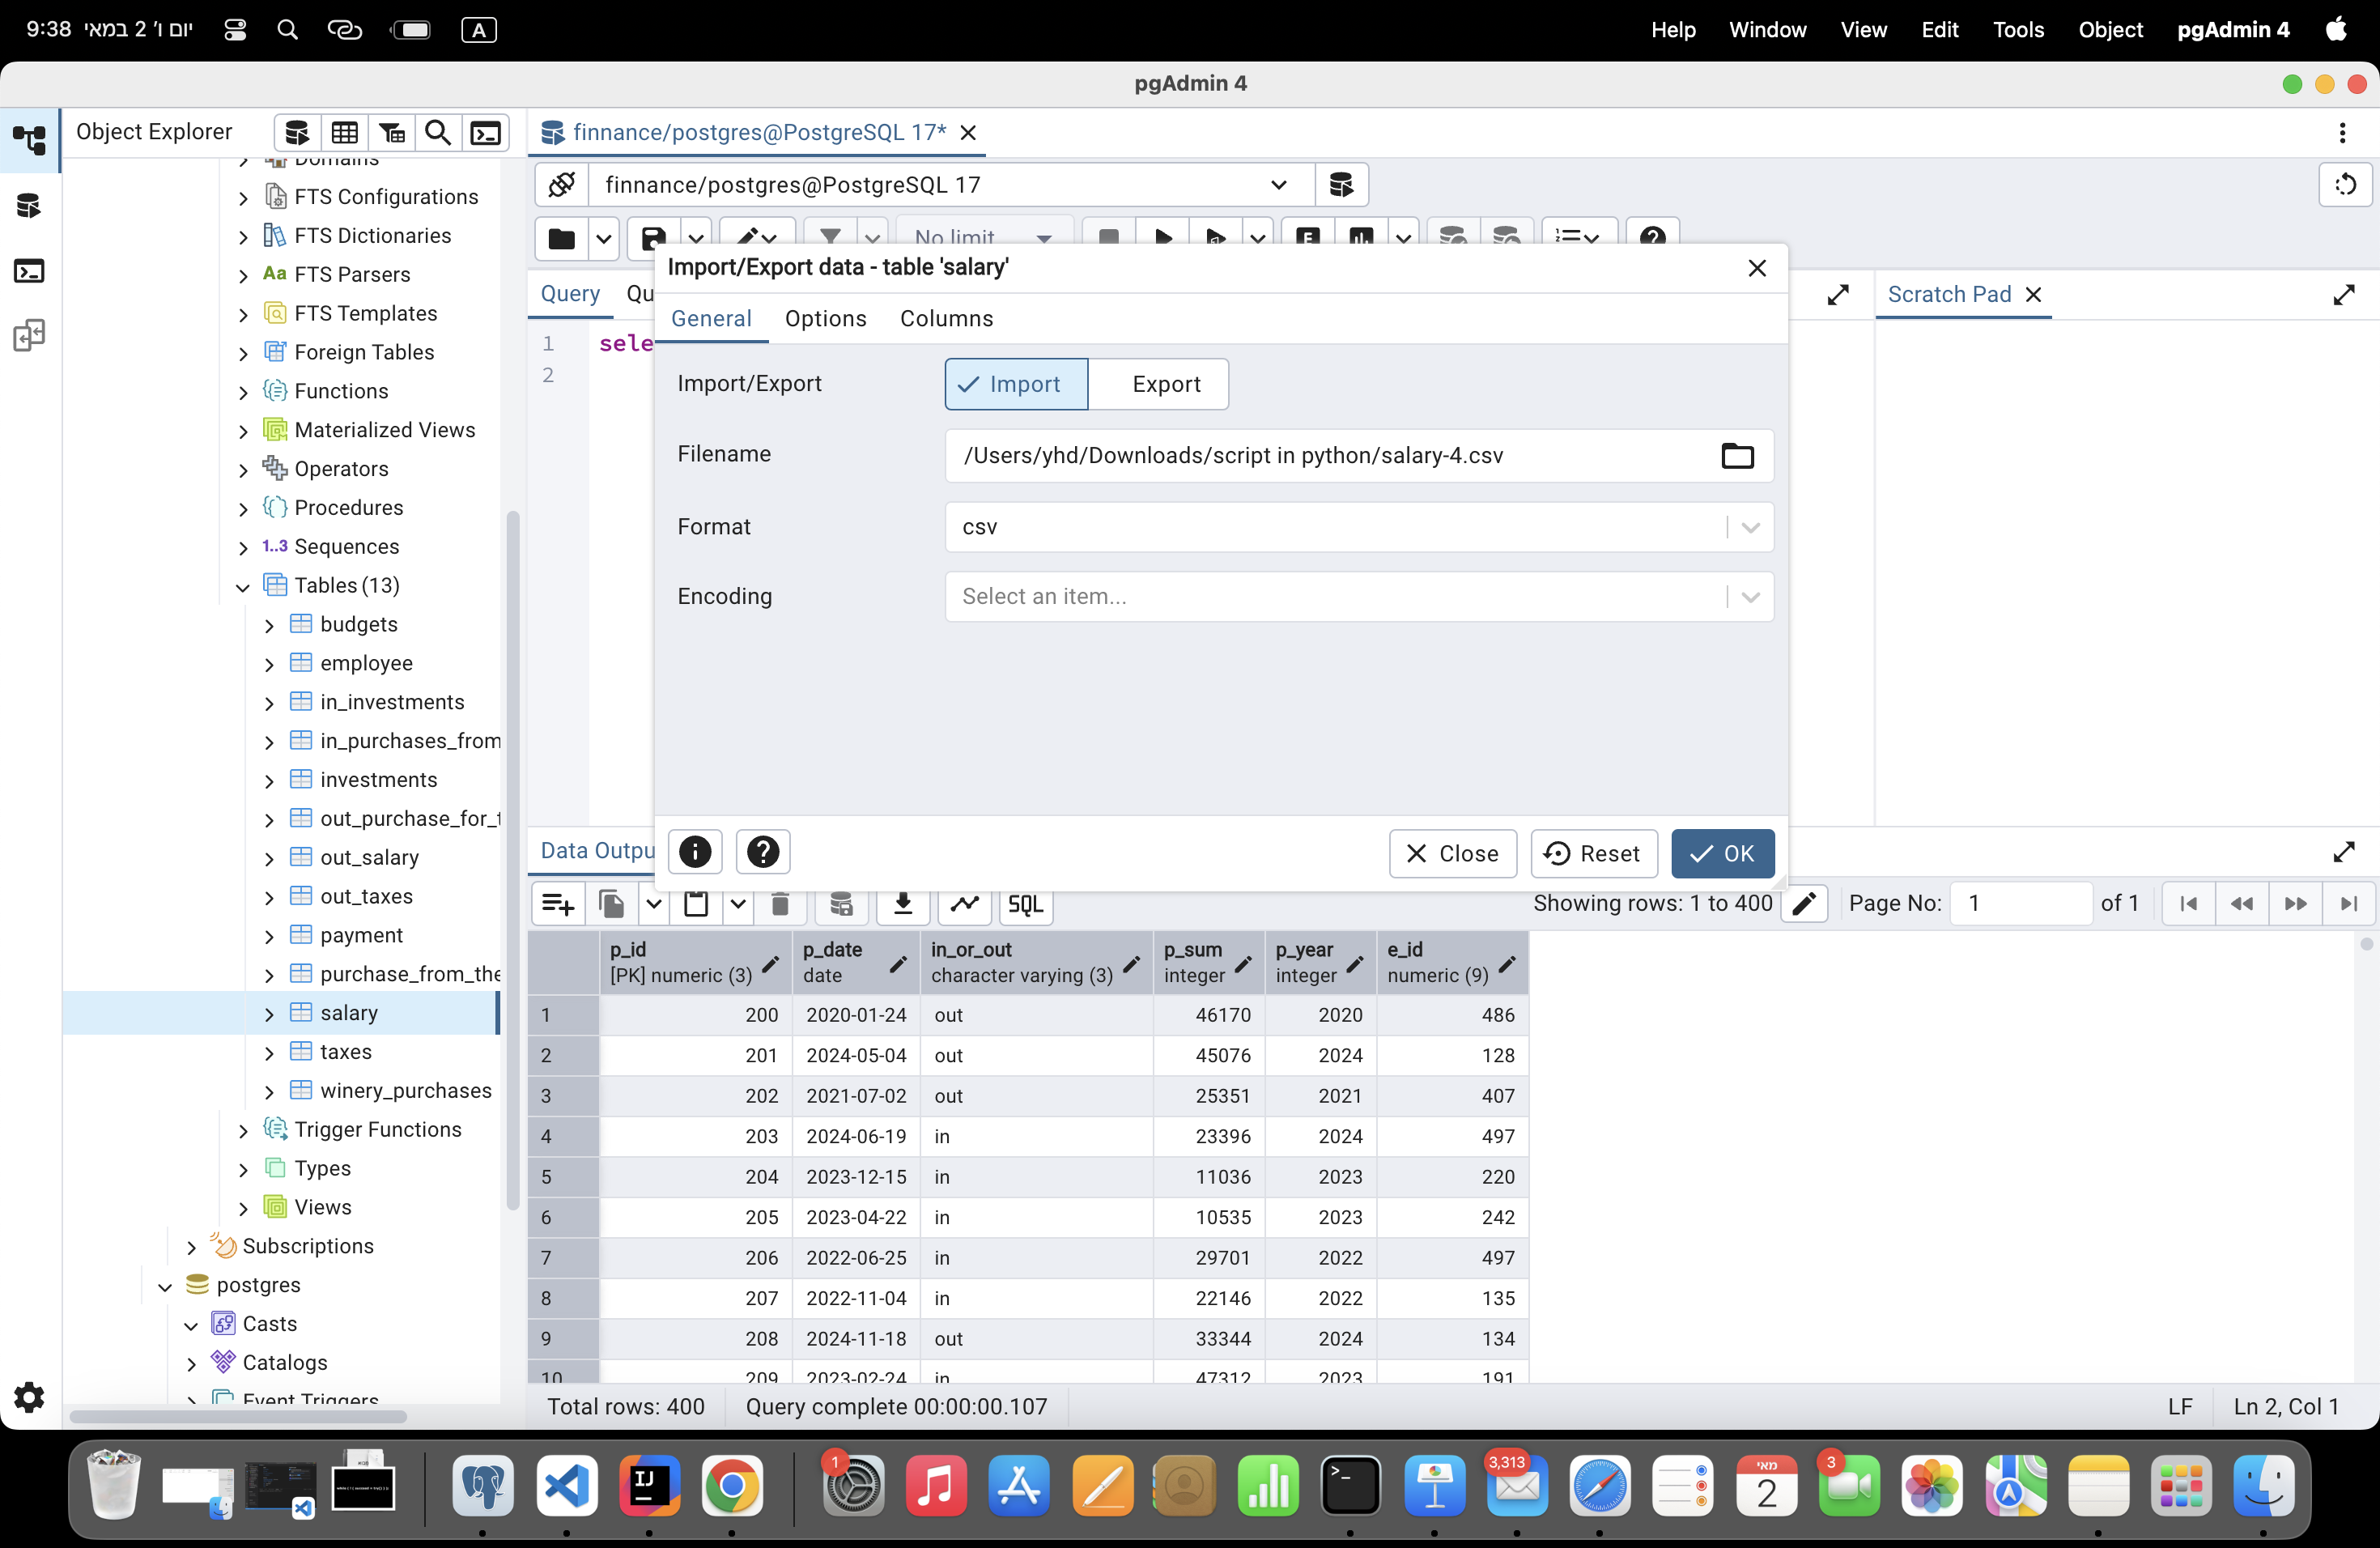 9:38 יום ו׳ 2 במאי A Help Window View Edit Tools Object pgAdmin 4
pgAdmin 4
Object Explorer
finnance/postgres@PostgreSQL 17*
finnance/postgres@PostgreSQL 17
No limit
Domains
FTS Configurations
FTS Dictionaries
Aa FTS Parsers
FTS Templates
Foreign Tables
Functions
Materialized Views
Operators
Procedures
1..3 Sequences
Tables (13)
budgets
employee
in_investments
in_purchases_from
investments
out_purchase_for_t
out_salary
out_taxes
payment
purchase_from_the
salary
taxes
winery_purchases
Trigger Functions
Types
Views
Subscriptions
postgres
Casts
Catalogs
Event Triggers
Query Qu
Scratch Pad
1 sele
2
Import/Export data - table 'salary'
General Options Columns
Import/Export Import Export
Filename /Users/yhd/Downloads/script in python/salary-4.csv
Format csv
Encoding Select an item...
Close Reset OK
Data Outpu
SQL Showing rows: 1 to 400 Page No: 1 of 1
p_id p_date in_or_out p_sum p_year e_id
[PK] numeric (3) date character varying (3) integer integer numeric (9)
1 200 2020-01-24 out 46170 2020 486
2 201 2024-05-04 out 45076 2024 128
3 202 2021-07-02 out 25351 2021 407
4 203 2024-06-19 in 23396 2024 497
5 204 2023-12-15 in 11036 2023 220
6 205 2023-04-22 in 10535 2023 242
7 206 2022-06-25 in 29701 2022 497
8 207 2022-11-04 in 22146 2022 135
9 208 2024-11-18 out 33344 2024 134
10 209 2023-02-24 in 47312 2023 191
Total rows: 400 Query complete 00:00:00.107 LF Ln 2, Col 1
IJ
1
3,313
מאי
2
3